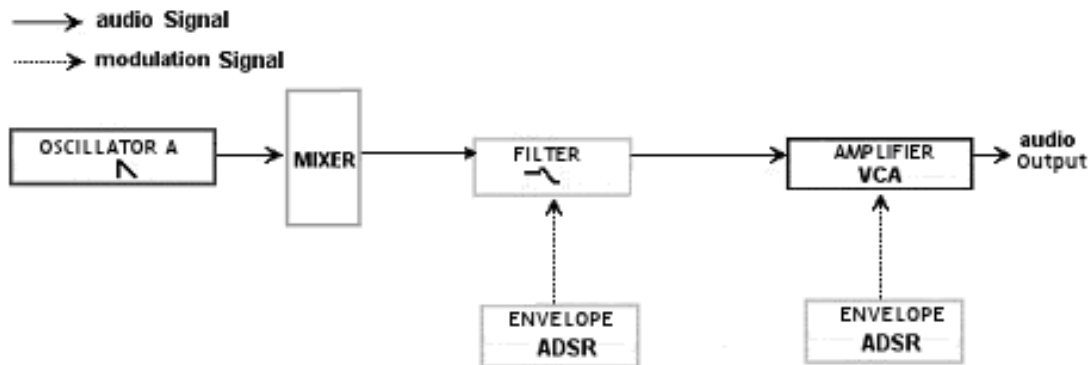 audio Signal
modulation Signal
OSCILLATOR A
MIXER
FILTER
AMPLIFIER
VCA
audio
Output
ENVELOPE
ADSR
ENVELOPE
ADSR